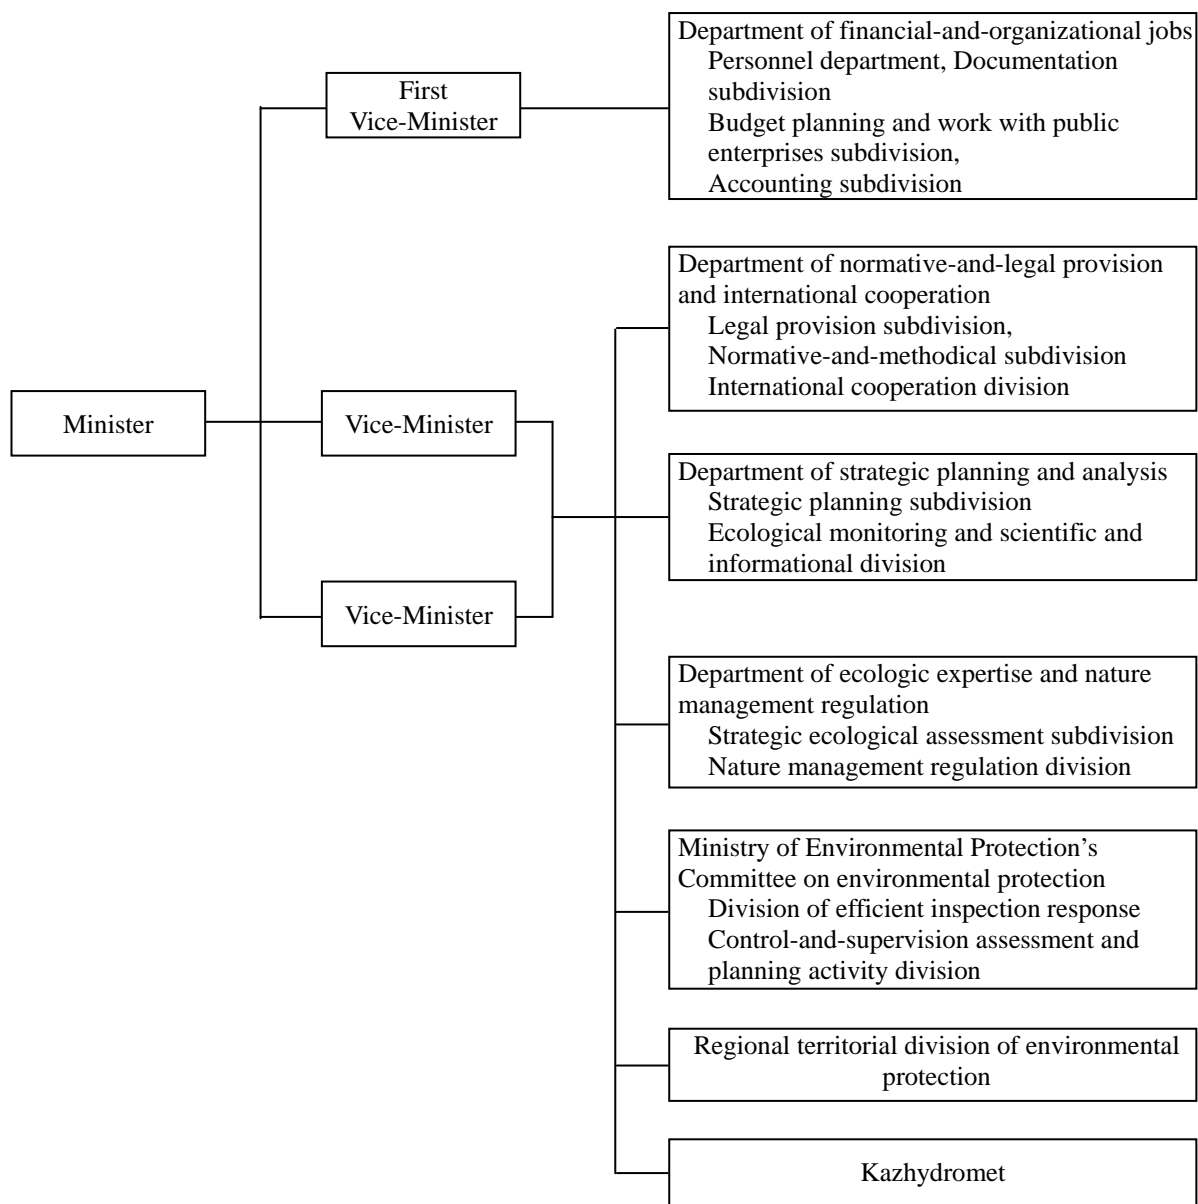 Department of financial-and-organizational jobs
Personnel department, Documentation
subdivision
Budget planning and work with public
enterprises subdivision,
Accounting subdivision
First
Vice-Minister
Department of normative-and-legal provision
and international cooperation
Legal provision subdivision,
Normative-and-methodical subdivision
International cooperation division
Minister
Vice-Minister
Department of strategic planning and analysis
Strategic planning subdivision
Ecological monitoring and scientific and
informational division
Vice-Minister
Department of ecologic expertise and nature
management regulation
Strategic ecological assessment subdivision
Nature management regulation division
Ministry of Environmental Protection's
Committee on environmental protection
Division of efficient inspection response
Control-and-supervision assessment and
planning activity division
Regional territorial division of environmental
protection
Kazhydromet